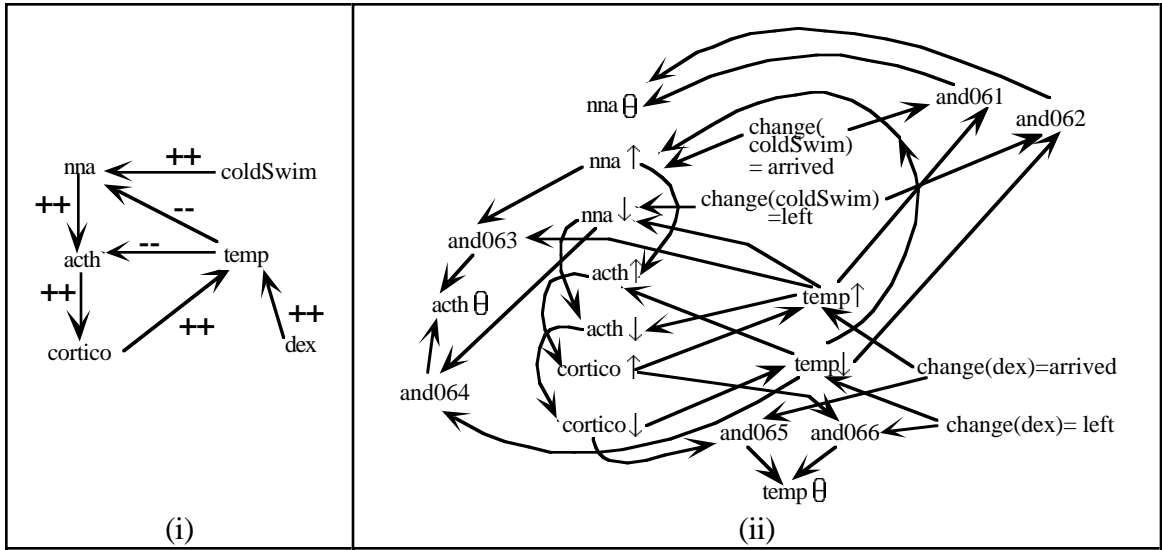 ++
nna
coldSwim
++
--
--
acth
temp
++
++
++
cortico
dex
(i)
nna θ
and061
and062
change(
coldSwim)
= arrived
nna ↑
change(coldSwim)
=left
nna ↓
and063
acth ↑
acth θ
temp ↑
acth ↓
cortico ↑
temp ↓
change(dex)=arrived
and064
cortico ↓
and065
and066
change(dex)= left
temp θ
(ii)